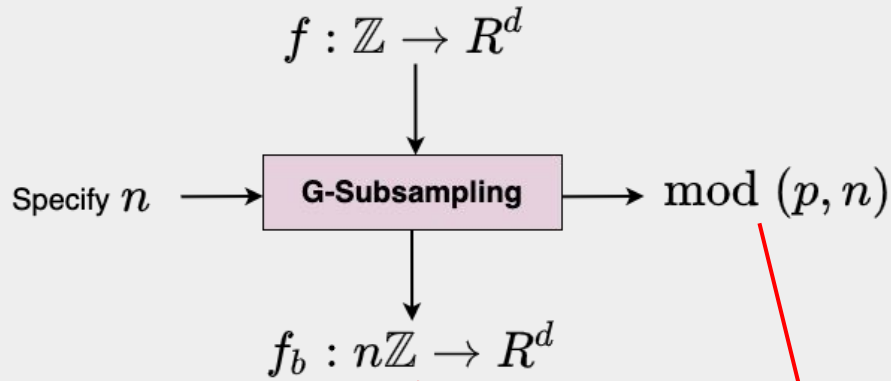 f : ℤ → R^d
Specify n
G-Subsampling
mod (p, n)
f_b : nℤ → R^d